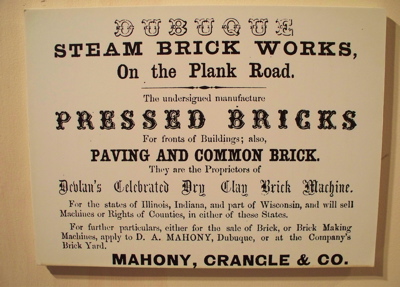 DUBUQUE
STEAM BRICK WORKS,
On the Plank Road.
The undersigned manufacture
PRESSED BRICKS
For fronts of Buildings; also,
PAVING AND COMMON BRICK.
They are the Proprietors of
Devlan's Celebrated Dry Clay Brick Machine.
For the states of Illinois, Indiana, and part of Wisconsin, and will sell
Machines or Rights of Counties, in either of these States.
For further particulars, either for the sale of Brick, or Brick Making
Machines, apply to D. A. MAHONY, Dubuque, or at the Company's
Brick Yard.
MAHONY, CRANGLE & CO.